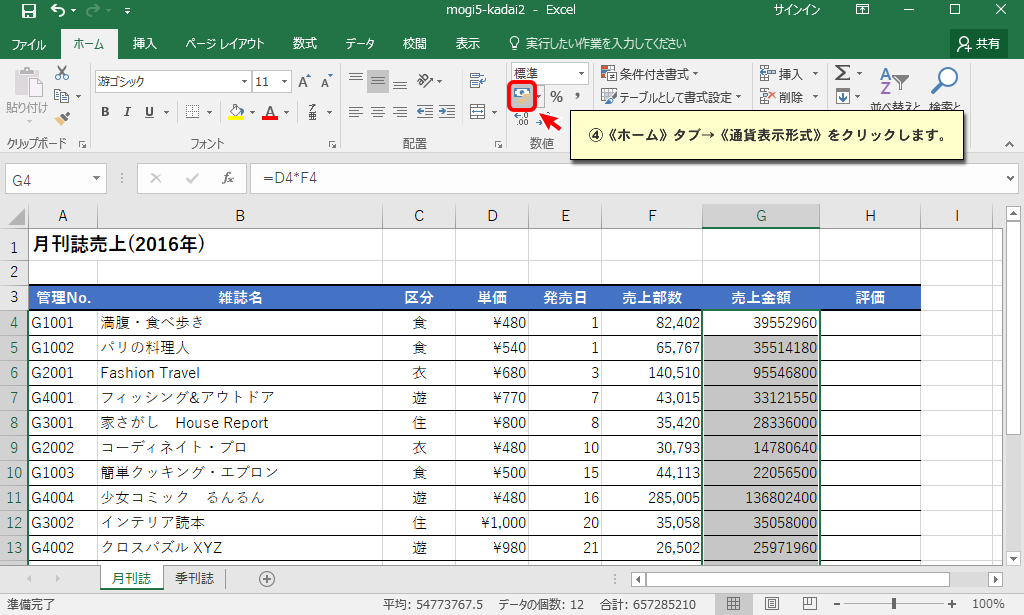 mogi5-kadai2 - Excel サインイン
ファイル ホーム 挿入 ページ レイアウト 数式 データ 校閲 表示 実行したい作業を入力してください 共有
貼り付け 游ゴシック 11 A A 標準 条件付き書式 挿入 Σ
B I U A % , テーブルとして書式設定 削除 並べ替えと 検索と
クリップボード フォント 配置 数値
④《ホーム》タブ→《通貨表示形式》をクリックします。
G4 fx =D4*F4
A B C D E F G H I
1 月刊誌売上(2016年)
2
3 管理No. 雑誌名 区分 単価 発売日 売上部数 売上金額 評価
4 G1001 満腹・食べ歩き 食 ¥480 1 82,402 39552960
5 G1002 パリの料理人 食 ¥540 1 65,767 35514180
6 G2001 Fashion Travel 衣 ¥680 3 140,510 95546800
7 G4001 フィッシング&アウトドア 遊 ¥770 7 43,015 33121550
8 G3001 家さがし　House Report 住 ¥800 8 35,420 28336000
9 G2002 コーディネイト・プロ 衣 ¥480 10 30,793 14780640
10 G1003 簡単クッキング・エプロン 食 ¥500 15 44,113 22056500
11 G4004 少女コミック　るんるん 遊 ¥480 16 285,005 136802400
12 G3002 インテリア読本 住 ¥1,000 20 35,058 35058000
13 G4002 クロスパズル XYZ 遊 ¥980 21 26,502 25971960
月刊誌 季刊誌
準備完了 平均: 54773767.5 データの個数: 12 合計: 657285210 100%